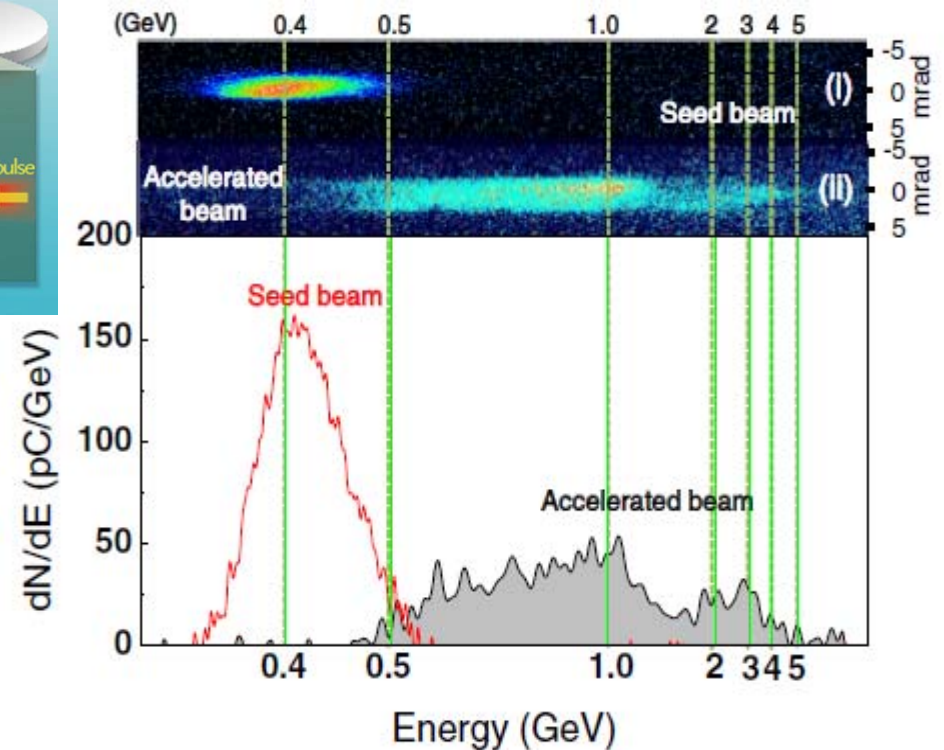 (GeV) 0.4 0.5 1.0 2 3 4 5
-5
(I)
0
mrad
Seed beam
5
-5
Accelerated
beam
(II)
0
mrad
5
pulse
200
150
100
50
0
dN/dE (pC/GeV)
Seed beam
Accelerated beam
0.4 0.5 1.0 2 3 4 5
Energy (GeV)